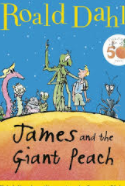 Roald Dahl
James and the
Giant Peach